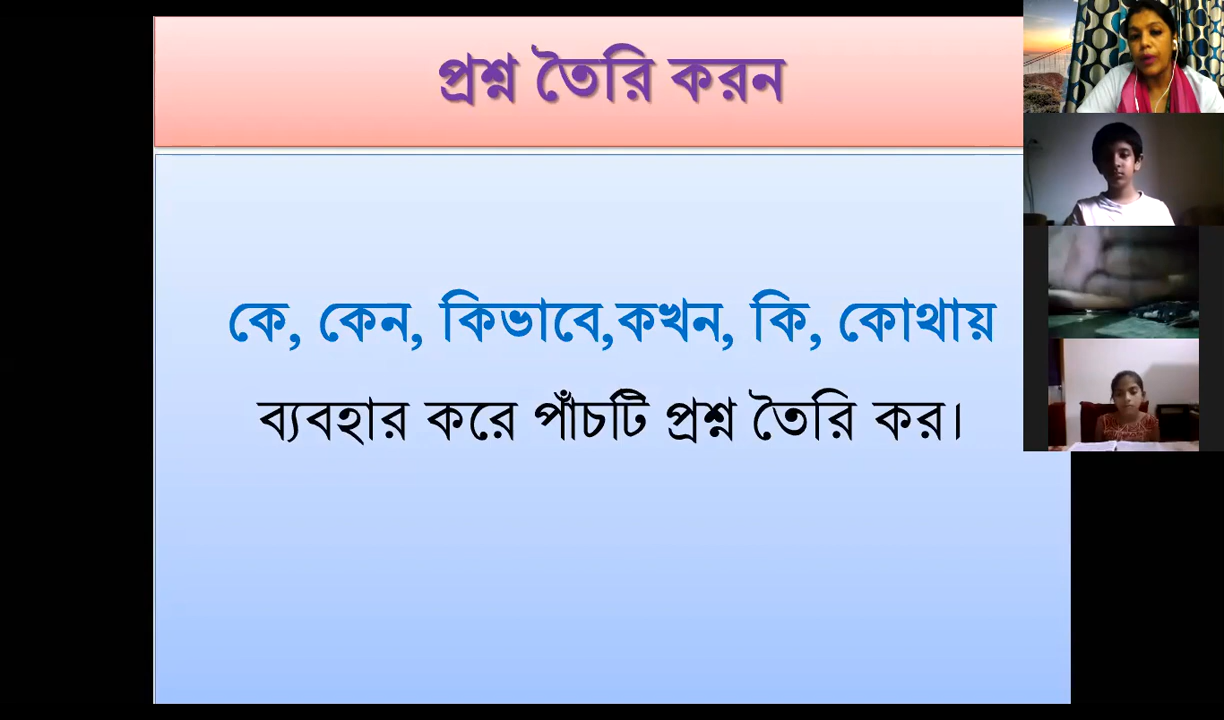 প্রশ্ন তৈরি করন
কে, কেন, কিভাবে,কখন, কি, কোথায়
ব্যবহার করে পাঁচটি প্রশ্ন তৈরি কর।